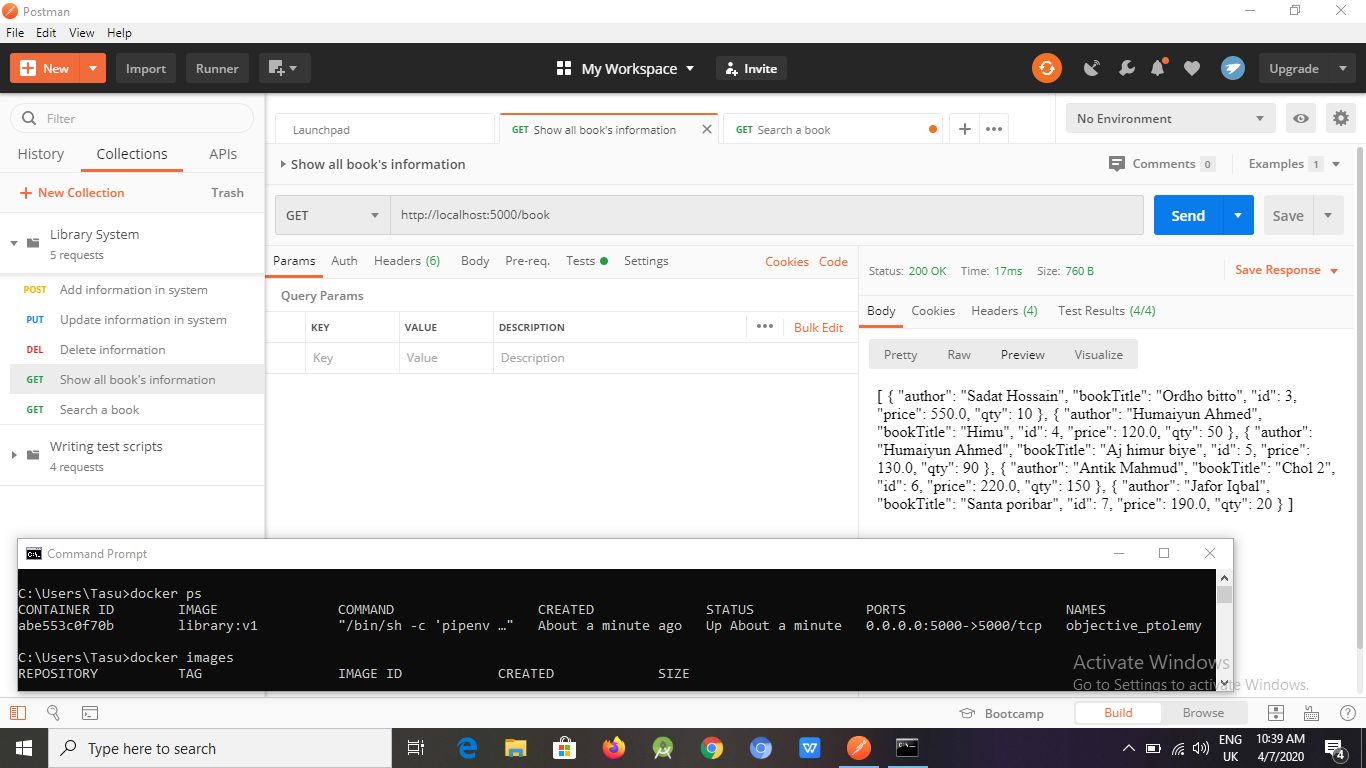 Postman
File Edit View Help
New Import Runner My Workspace Invite Upgrade
Filter
History Collections APIs
New Collection Trash
Library System
5 requests
POST Add information in system
PUT Update information in system
DEL Delete information
GET Show all book's information
GET Search a book
Writing test scripts
4 requests
Launchpad GET Show all book's information GET Search a book
No Environment
Show all book's information Comments 0 Examples 1
GET http://localhost:5000/book Send Save
Params Auth Headers (6) Body Pre-req. Tests Settings Cookies Code
Query Params
KEY VALUE DESCRIPTION Bulk Edit
Key Value Description
Status: 200 OK Time: 17ms Size: 760 B Save Response
Body Cookies Headers (4) Test Results (4/4)
Pretty Raw Preview Visualize
[ { "author": "Sadat Hossain", "bookTitle": "Ordho bitto", "id": 3,
"price": 550.0, "qty": 10 }, { "author": "Humaiyun Ahmed",
"bookTitle": "Himu", "id": 4, "price": 120.0, "qty": 50 }, { "author":
"Humaiyun Ahmed", "bookTitle": "Aj himur biye", "id": 5, "price":
130.0, "qty": 90 }, { "author": "Antik Mahmud", "bookTitle": "Chol 2",
"id": 6, "price": 220.0, "qty": 150 }, { "author": "Jafor Iqbal",
"bookTitle": "Santa poribar", "id": 7, "price": 190.0, "qty": 20 } ]
Command Prompt
C:\Users\Tasu>docker ps
CONTAINER ID IMAGE COMMAND CREATED STATUS PORTS NAMES
abe553c0f70b library:v1 "/bin/sh -c 'pipenv …" About a minute ago Up About a minute 0.0.0.0:5000->5000/tcp objective_ptolemy
C:\Users\Tasu>docker images
REPOSITORY TAG IMAGE ID CREATED SIZE
Activate Windows
Go to Settings to activate Windows.
Bootcamp Build Browse
Type here to search
ENG
UK
10:39 AM
4/7/2020
4